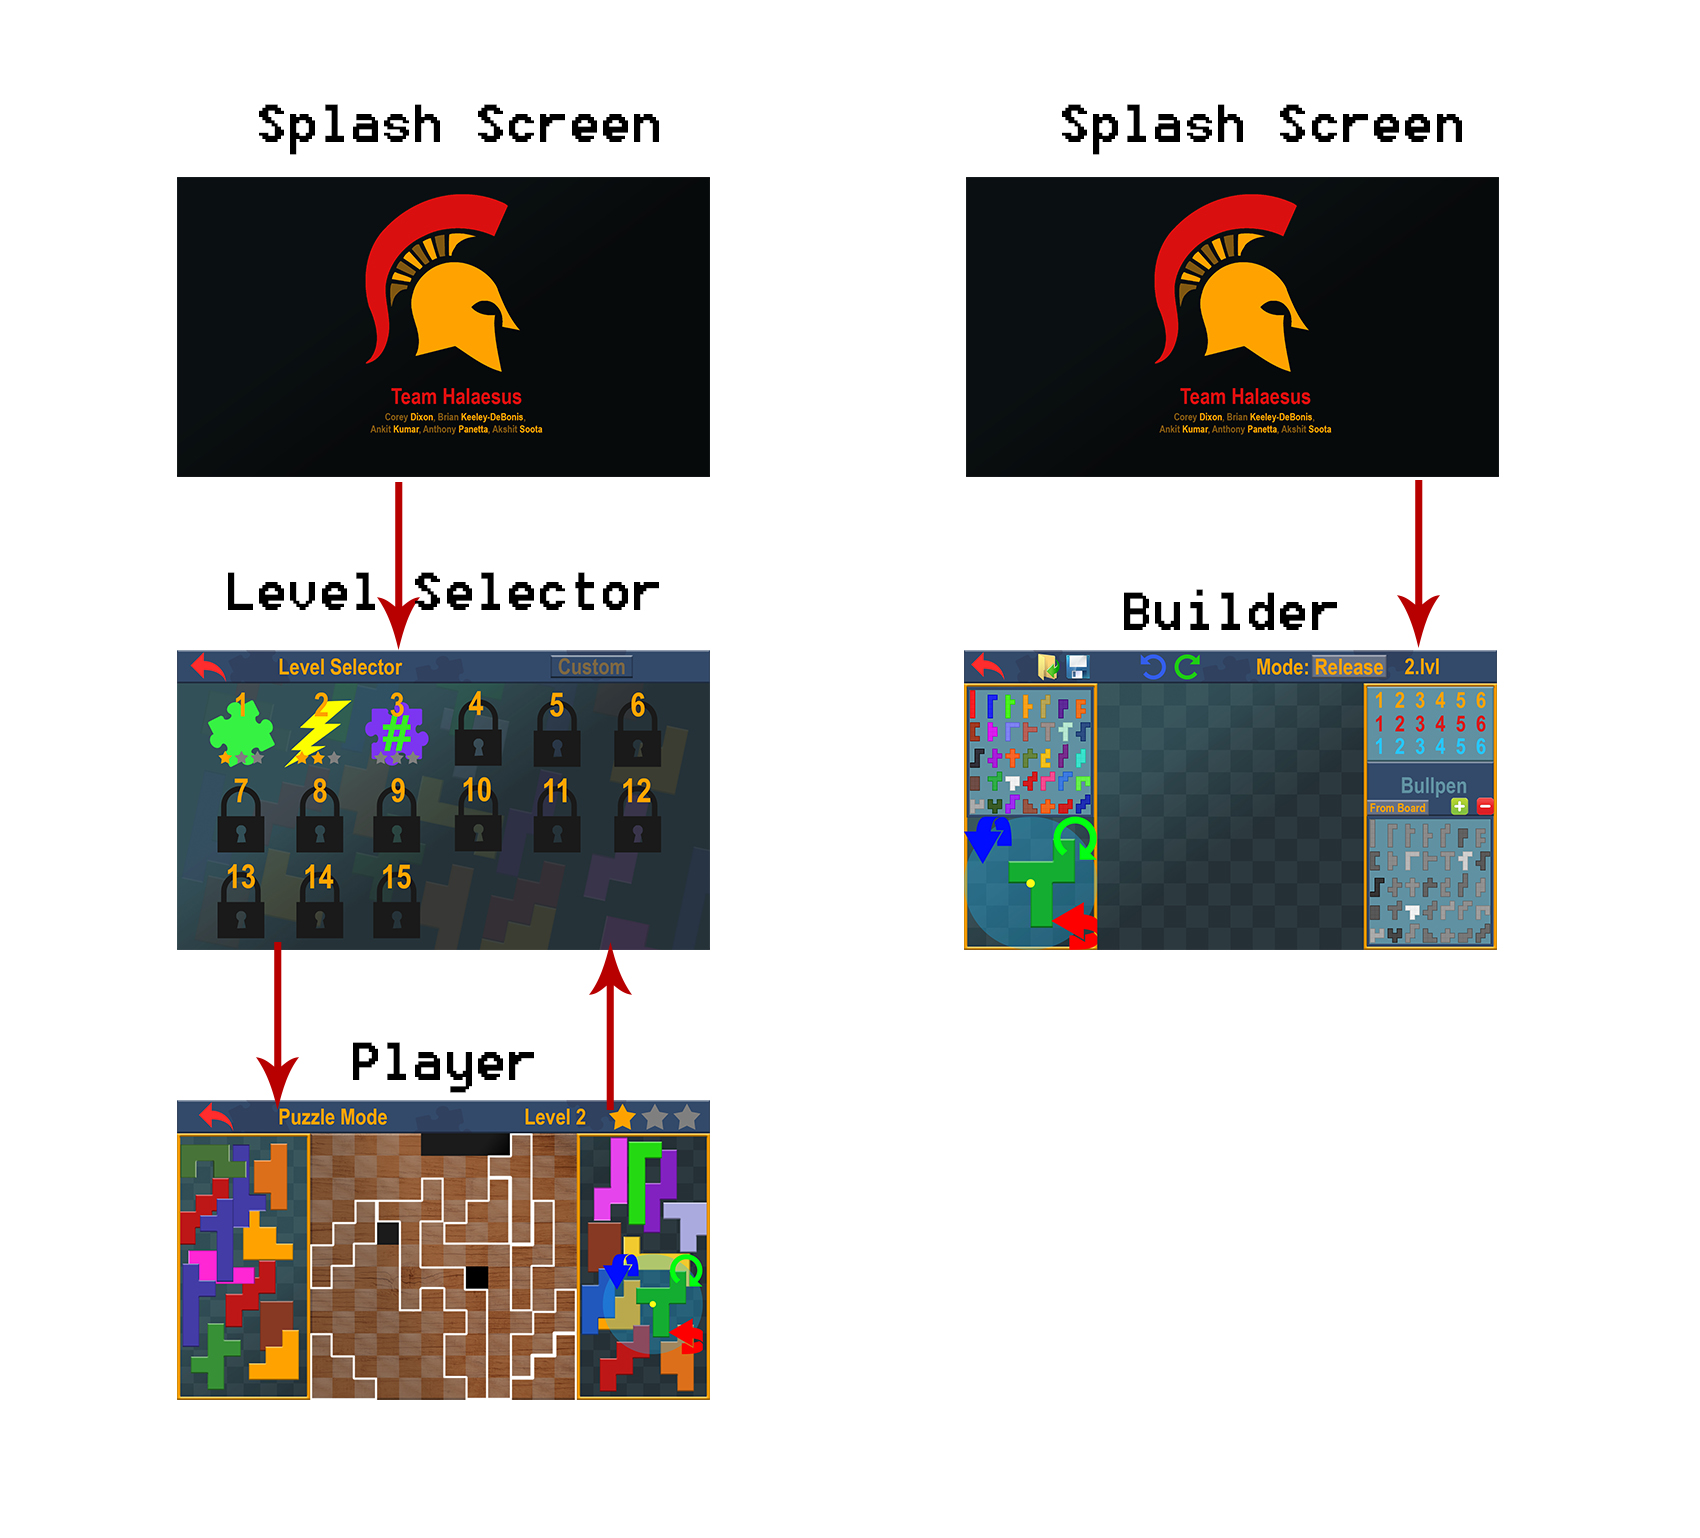 Splash Screen
Team Halaesus
Corey Dixon, Brian Keeley-DeBonis,
Ankit Kumar, Anthony Panetta, Akshit Soota
Level Selector
Level Selector Custom
1 2 3 4 5 6
#
7 8 9 10 11 12
13 14 15
Player
Puzzle Mode Level 2
Splash Screen
Team Halaesus
Corey Dixon, Brian Keeley-DeBonis,
Ankit Kumar, Anthony Panetta, Akshit Soota
Builder
Mode: Release 2.lvl
1 2 3 4 5 6
1 2 3 4 5 6
1 2 3 4 5 6
Bullpen
From Board